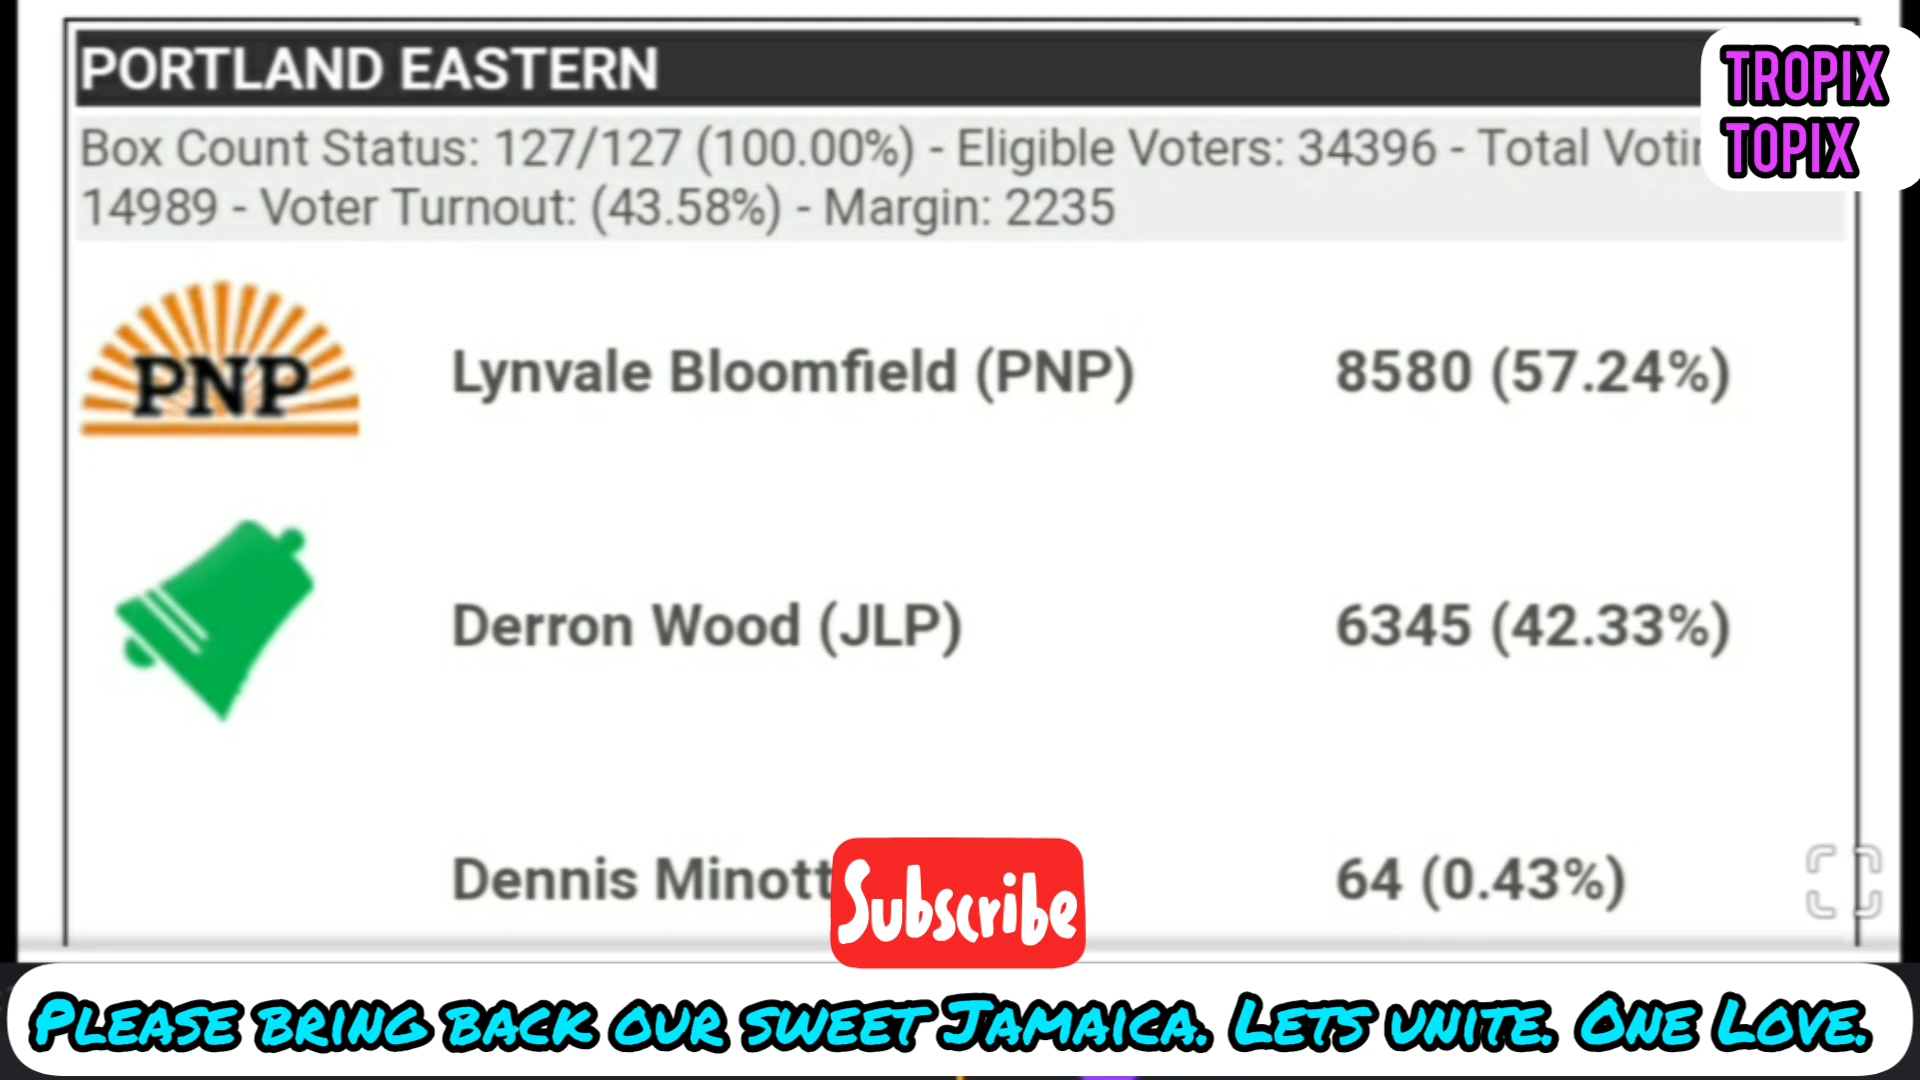 PORTLAND EASTERN
TROPIX
TOPIX
Box Count Status: 127/127 (100.00%) - Eligible Voters: 34396 - Total
14989 - Voter Turnout: (43.58%) - Margin: 2235
PNP
Lynvale Bloomfield (PNP) 8580 (57.24%)
Derron Wood (JLP) 6345 (42.33%)
Dennis Minott 64 (0.43%)
Subscribe
PLEASE BRING BACK OUR SWEET JAMAICA. LETS UNITE. ONE LOVE.